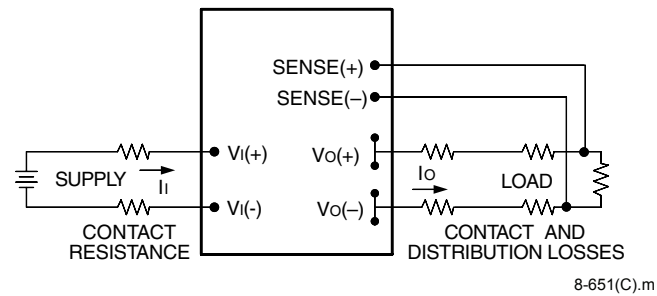 SENSE(+)
SENSE(–)
VI(+)
VO(+)
IO
SUPPLY
II
LOAD
VI(-)
VO(–)
CONTACT
RESISTANCE
CONTACT AND
DISTRIBUTION LOSSES
8-651(C).m